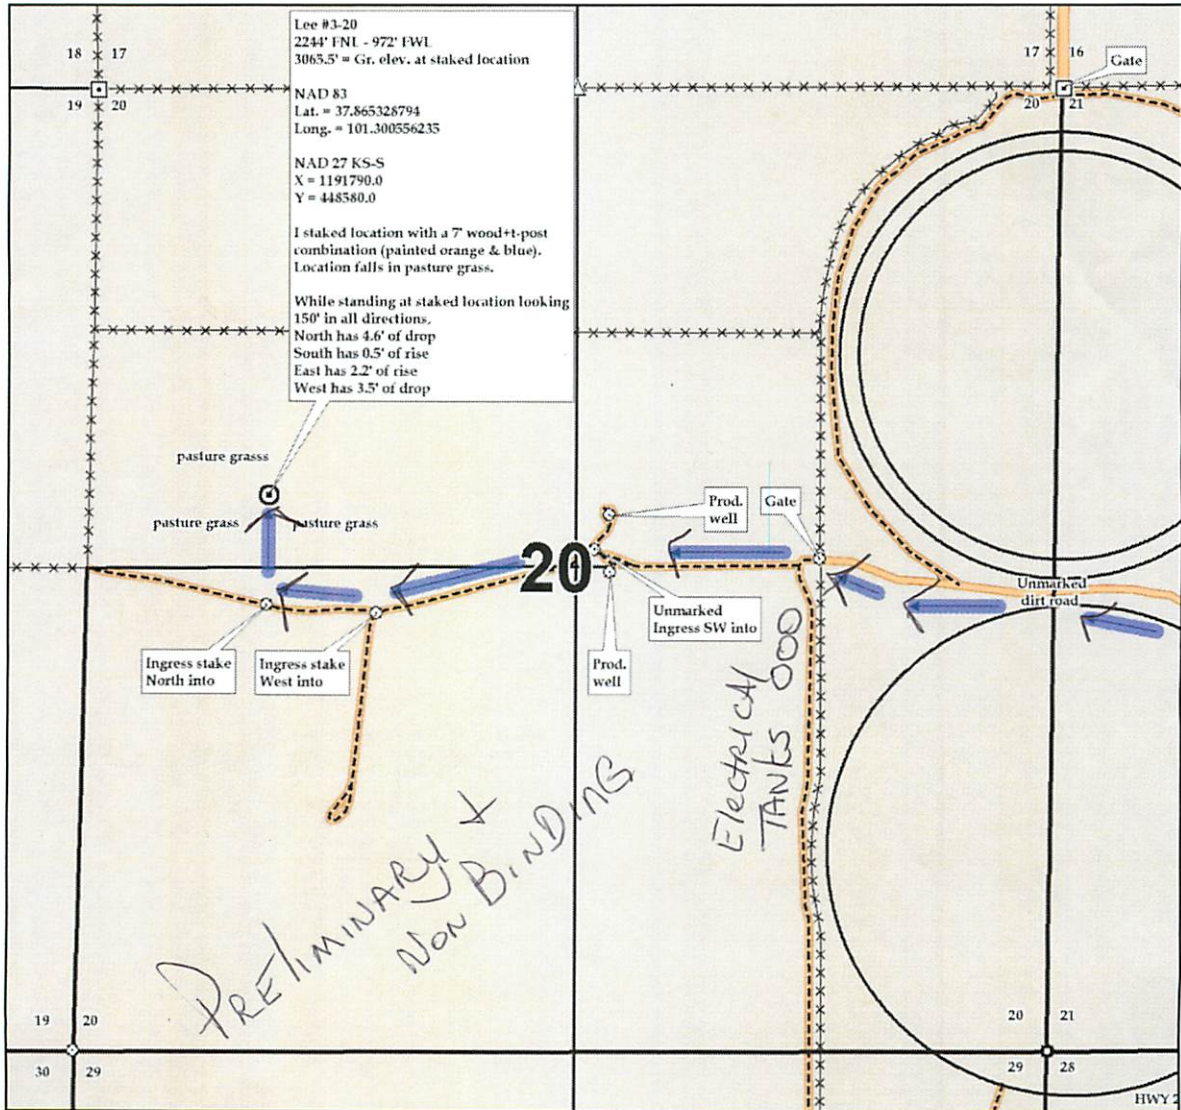 Lee #3-20
2244' FNL - 972' FWL
3065.5' = Gr. elev. at staked location
NAD 83
Lat. = 37.865328794
Long. = 101.300556235
NAD 27 KS-S
X = 1191790.0
Y = 448580.0
I staked location with a 7' wood+t-post
combination (painted orange & blue).
Location falls in pasture grass.
While standing at staked location looking
150' in all directions,
North has 4.6' of drop
South has 0.5' of rise
East has 2.2' of rise
West has 3.5' of drop
18 17
19 20
17 16
20 21
Gate
pasture grasss
pasture grass
pasture grass
Prod.
well
Gate
20
Unmarked
dirt road
Unmarked
Ingress SW into
Ingress stake
North into
Ingress stake
West into
Prod.
well
Electrical
TANKS 000
PRElIMINARY +
NON BINDING
19 20
30 29
20 21
29 28
HWY 2